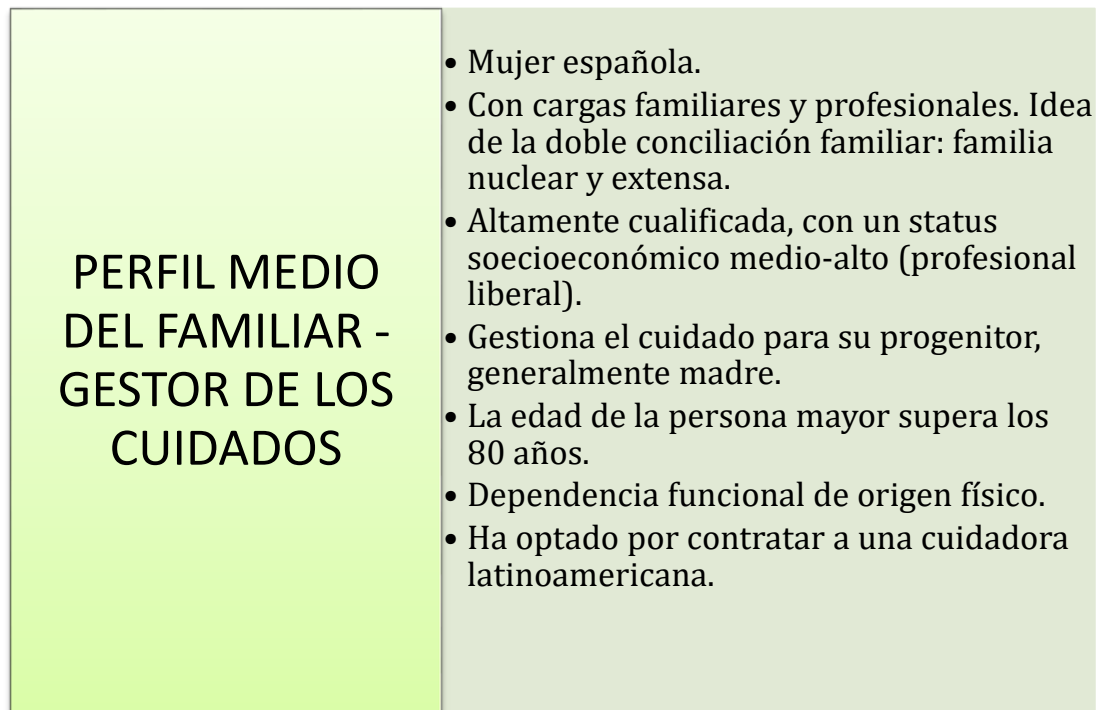 PERFIL MEDIO
DEL FAMILIAR -
GESTOR DE LOS
CUIDADOS
• Mujer española.
• Con cargas familiares y profesionales. Idea
de la doble conciliación familiar: familia
nuclear y extensa.
• Altamente cualificada, con un status
soecioeconómico medio-alto (profesional
liberal).
• Gestiona el cuidado para su progenitor,
generalmente madre.
• La edad de la persona mayor supera los
80 años.
• Dependencia funcional de origen físico.
• Ha optado por contratar a una cuidadora
latinoamericana.